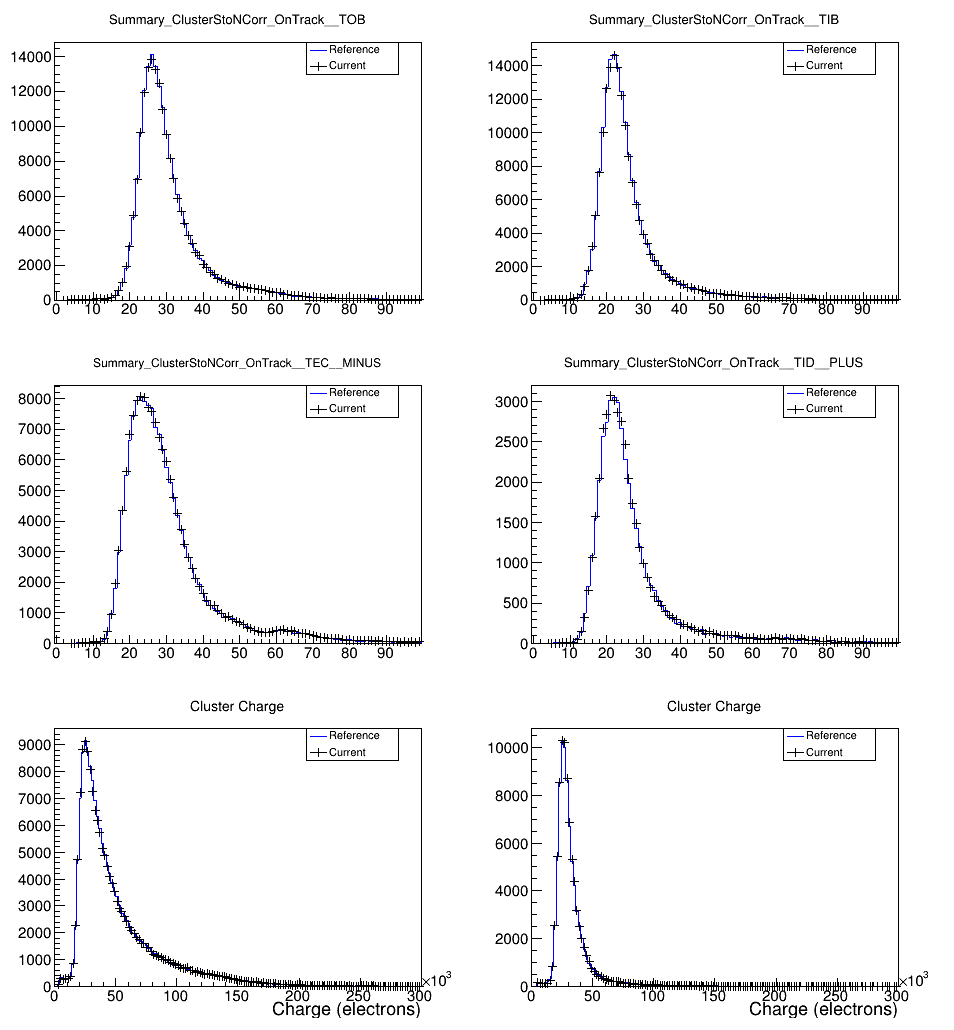 Summary_ClusterStoNCorr_OnTrack__TOB
Reference
Current
14000
12000
10000
8000
6000
4000
2000
0
0 10 20 30 40 50 60 70 80 90
Summary_ClusterStoNCorr_OnTrack__TIB
Reference
Current
14000
12000
10000
8000
6000
4000
2000
0
0 10 20 30 40 50 60 70 80 90
Summary_ClusterStoNCorr_OnTrack__TEC__MINUS
Reference
Current
8000
7000
6000
5000
4000
3000
2000
1000
0
0 10 20 30 40 50 60 70 80 90
Summary_ClusterStoNCorr_OnTrack__TID__PLUS
Reference
Current
3000
2500
2000
1500
1000
500
0
0 10 20 30 40 50 60 70 80 90
Cluster Charge
Reference
Current
9000
8000
7000
6000
5000
4000
3000
2000
1000
0
×10³
0 50 100 150 200 250 300
Charge (electrons)
Cluster Charge
Reference
Current
10000
8000
6000
4000
2000
0
×10³
0 50 100 150 200 250 300
Charge (electrons)